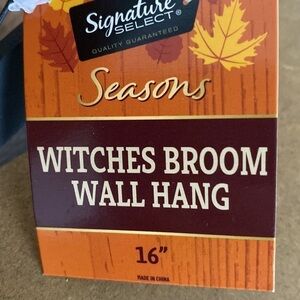 Signature
SELECT®
QUALITY GUARANTEED
Seasons
WITCHES BROOM
WALL HANG
16”
MADE IN CHINA